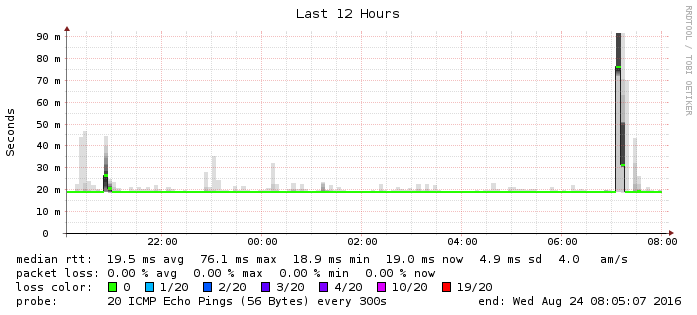 Last 12 Hours
RRDTOOL / TOBI OETIKER
Seconds
90 m
80 m
70 m
60 m
50 m
40 m
30 m
20 m
10 m
0
22:00 00:00 02:00 04:00 06:00 08:00
median rtt: 19.5 ms avg 76.1 ms max 18.9 ms min 19.0 ms now 4.9 ms sd 4.0 am/s
packet loss: 0.00 % avg 0.00 % max 0.00 % min 0.00 % now
loss color: 0 1/20 2/20 3/20 4/20 10/20 19/20
probe: 20 ICMP Echo Pings (56 Bytes) every 300s end: Wed Aug 24 08:05:07 2016